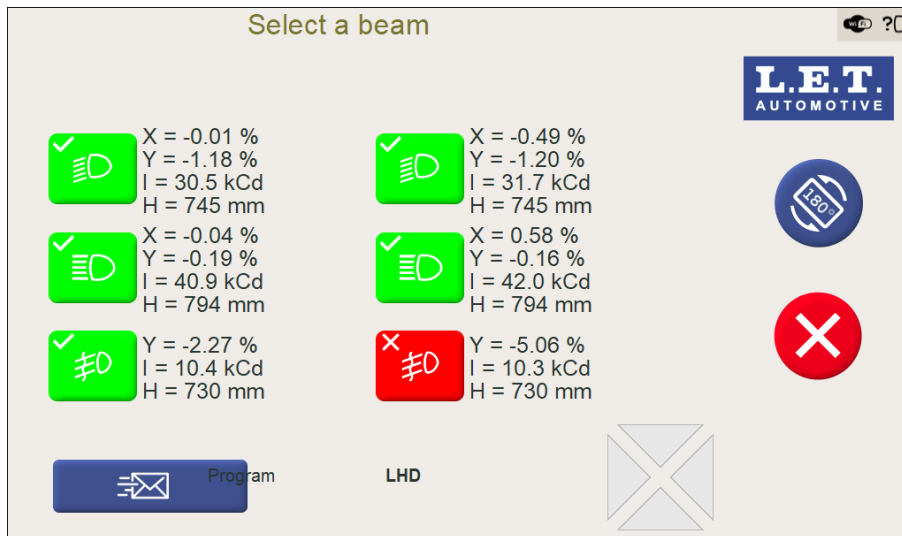 Select a beam
WiFi ?
L.E.T.
AUTOMOTIVE
X = -0.01 %
Y = -1.18 %
I = 30.5 kCd
H = 745 mm
X = -0.49 %
Y = -1.20 %
I = 31.7 kCd
H = 745 mm
180°
X = -0.04 %
Y = -0.19 %
I = 40.9 kCd
H = 794 mm
X = 0.58 %
Y = -0.16 %
I = 42.0 kCd
H = 794 mm
Y = -2.27 %
I = 10.4 kCd
H = 730 mm
Y = -5.06 %
I = 10.3 kCd
H = 730 mm
Program
LHD